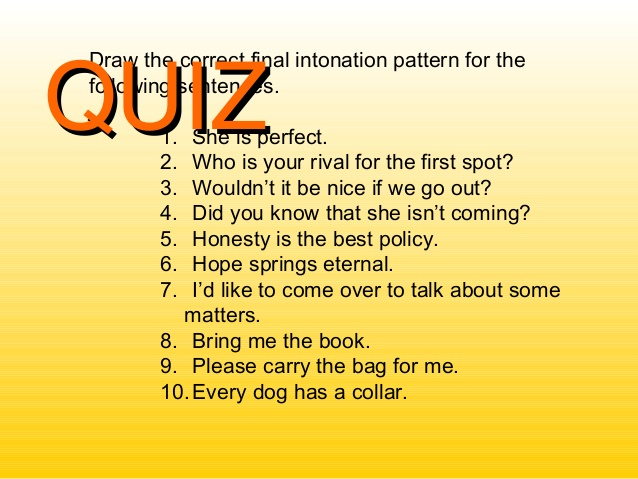 Draw the correct final intonation pattern for the
following sentences.
QUIZ
1. She is perfect.
2. Who is your rival for the first spot?
3. Wouldn’t it be nice if we go out?
4. Did you know that she isn’t coming?
5. Honesty is the best policy.
6. Hope springs eternal.
7. I’d like to come over to talk about some
matters.
8. Bring me the book.
9. Please carry the bag for me.
10. Every dog has a collar.